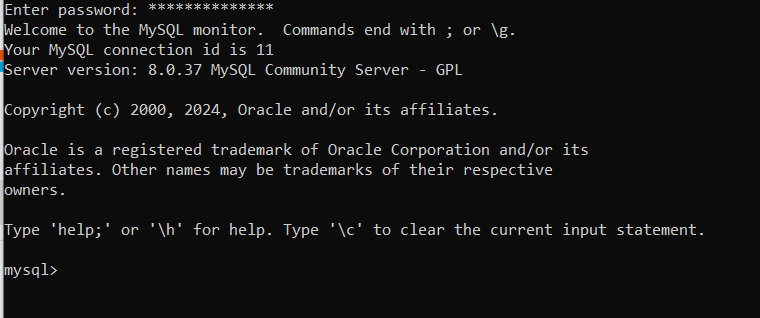 Enter password: **************
Welcome to the MySQL monitor.  Commands end with ; or \g.
Your MySQL connection id is 11
Server version: 8.0.37 MySQL Community Server - GPL
Copyright (c) 2000, 2024, Oracle and/or its affiliates.
Oracle is a registered trademark of Oracle Corporation and/or its
affiliates. Other names may be trademarks of their respective
owners.
Type 'help;' or '\h' for help. Type '\c' to clear the current input statement.
mysql>